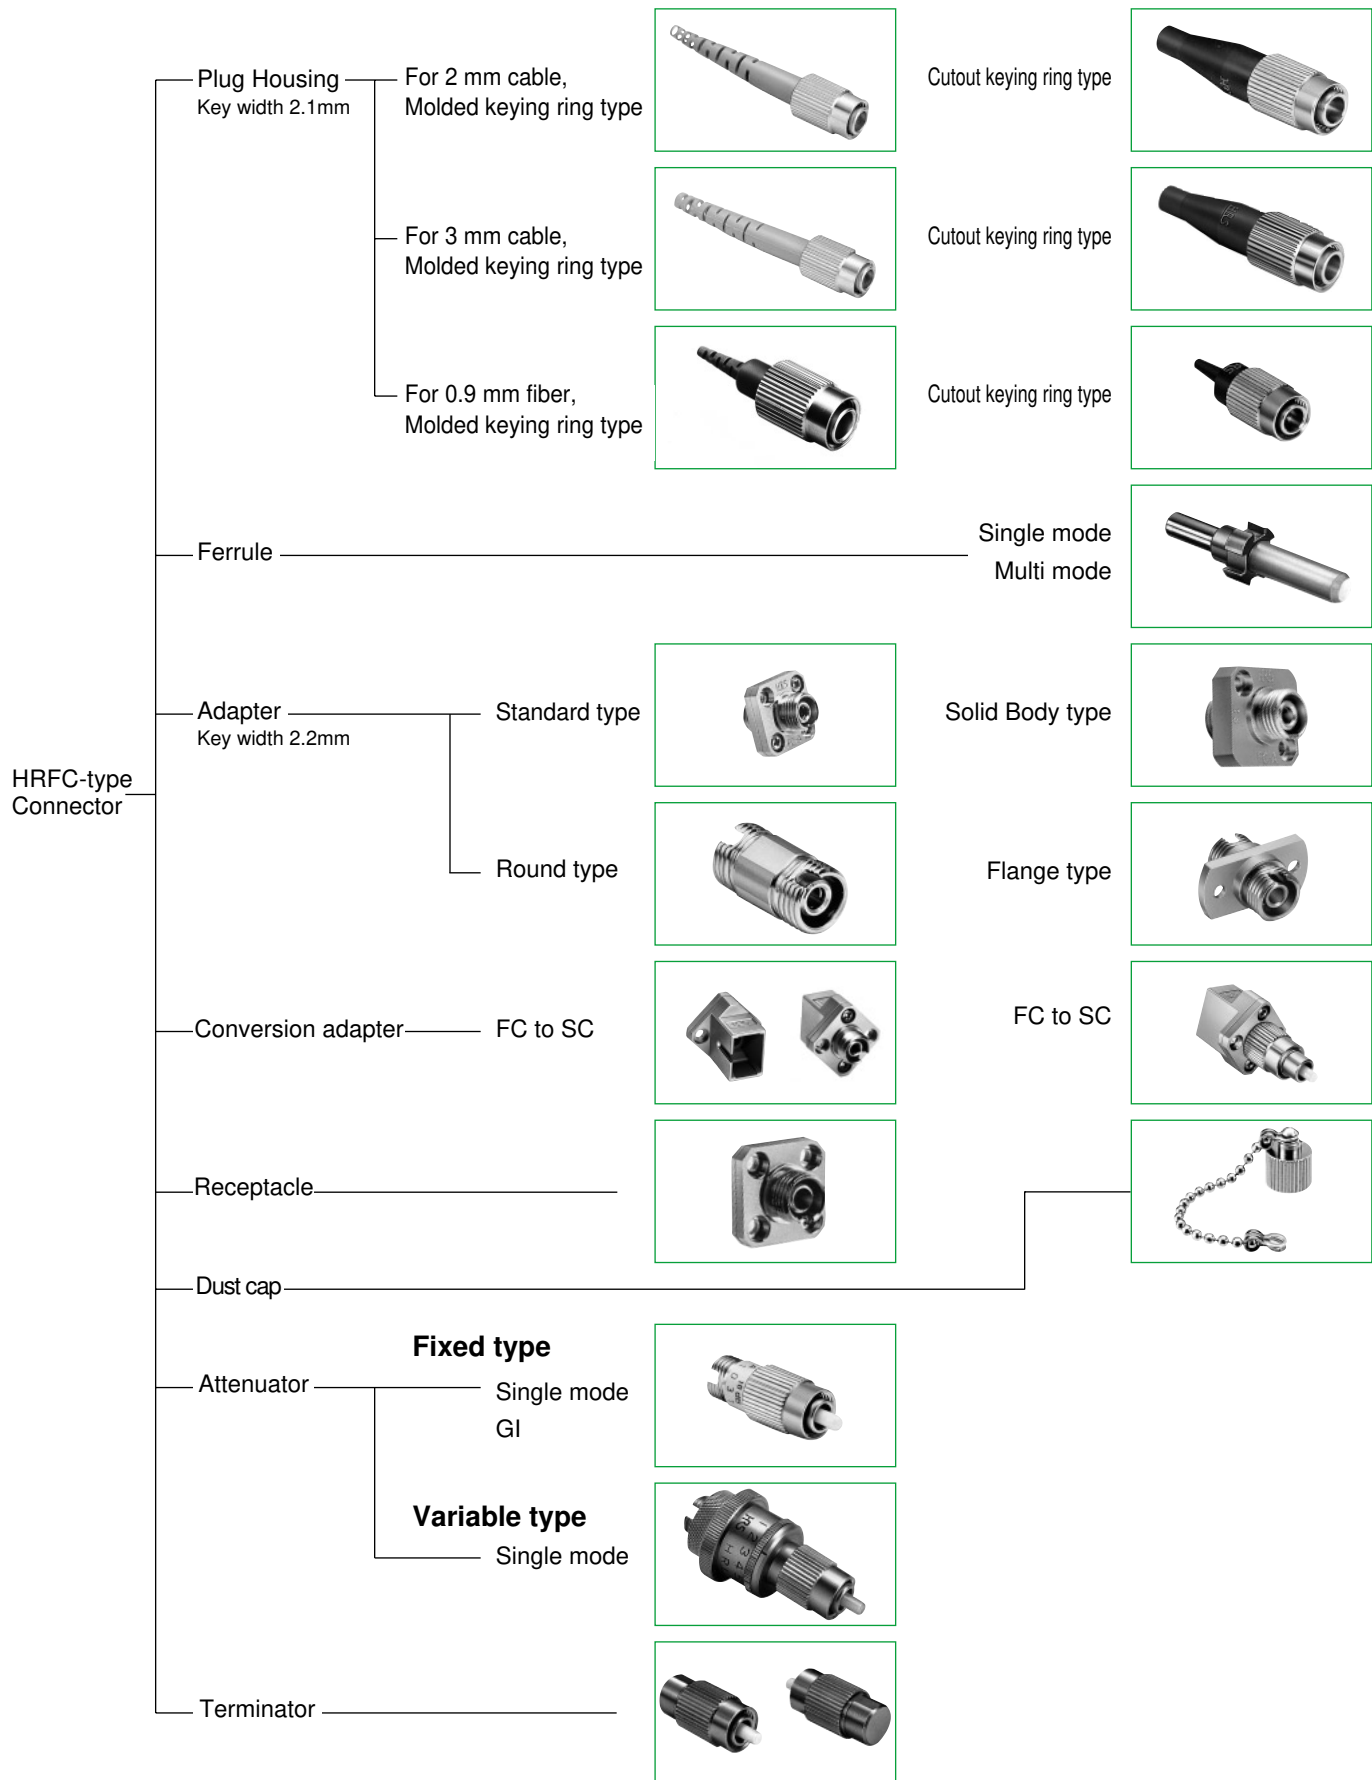 Plug Housing
Key width 2.1mm
For 2 mm cable,
Molded keying ring type
Cutout keying ring type
For 3 mm cable,
Molded keying ring type
Cutout keying ring type
For 0.9 mm fiber,
Molded keying ring type
Cutout keying ring type
Ferrule
Single mode
Multi mode
Adapter
Key width 2.2mm
Standard type
Solid Body type
HRFC-type
Connector
Round type
Flange type
Conversion adapter
FC to SC
FC to SC
Receptacle
Dust cap
Fixed type
Attenuator
Single mode
GI
Variable type
Single mode
Terminator